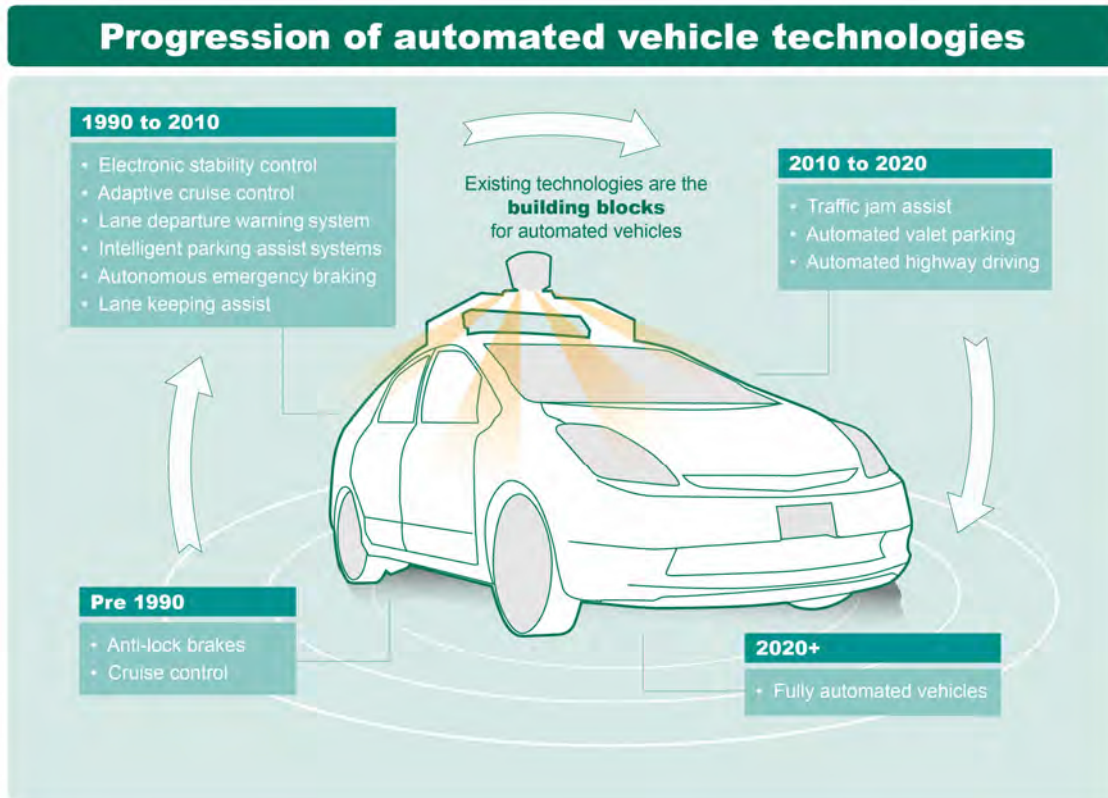 Progression of automated vehicle technologies
1990 to 2010
• Electronic stability control
• Adaptive cruise control
• Lane departure warning system
• Intelligent parking assist systems
• Autonomous emergency braking
• Lane keeping assist
Existing technologies are the
building blocks
for automated vehicles
2010 to 2020
• Traffic jam assist
• Automated valet parking
• Automated highway driving
Pre 1990
• Anti-lock brakes
• Cruise control
2020+
• Fully automated vehicles